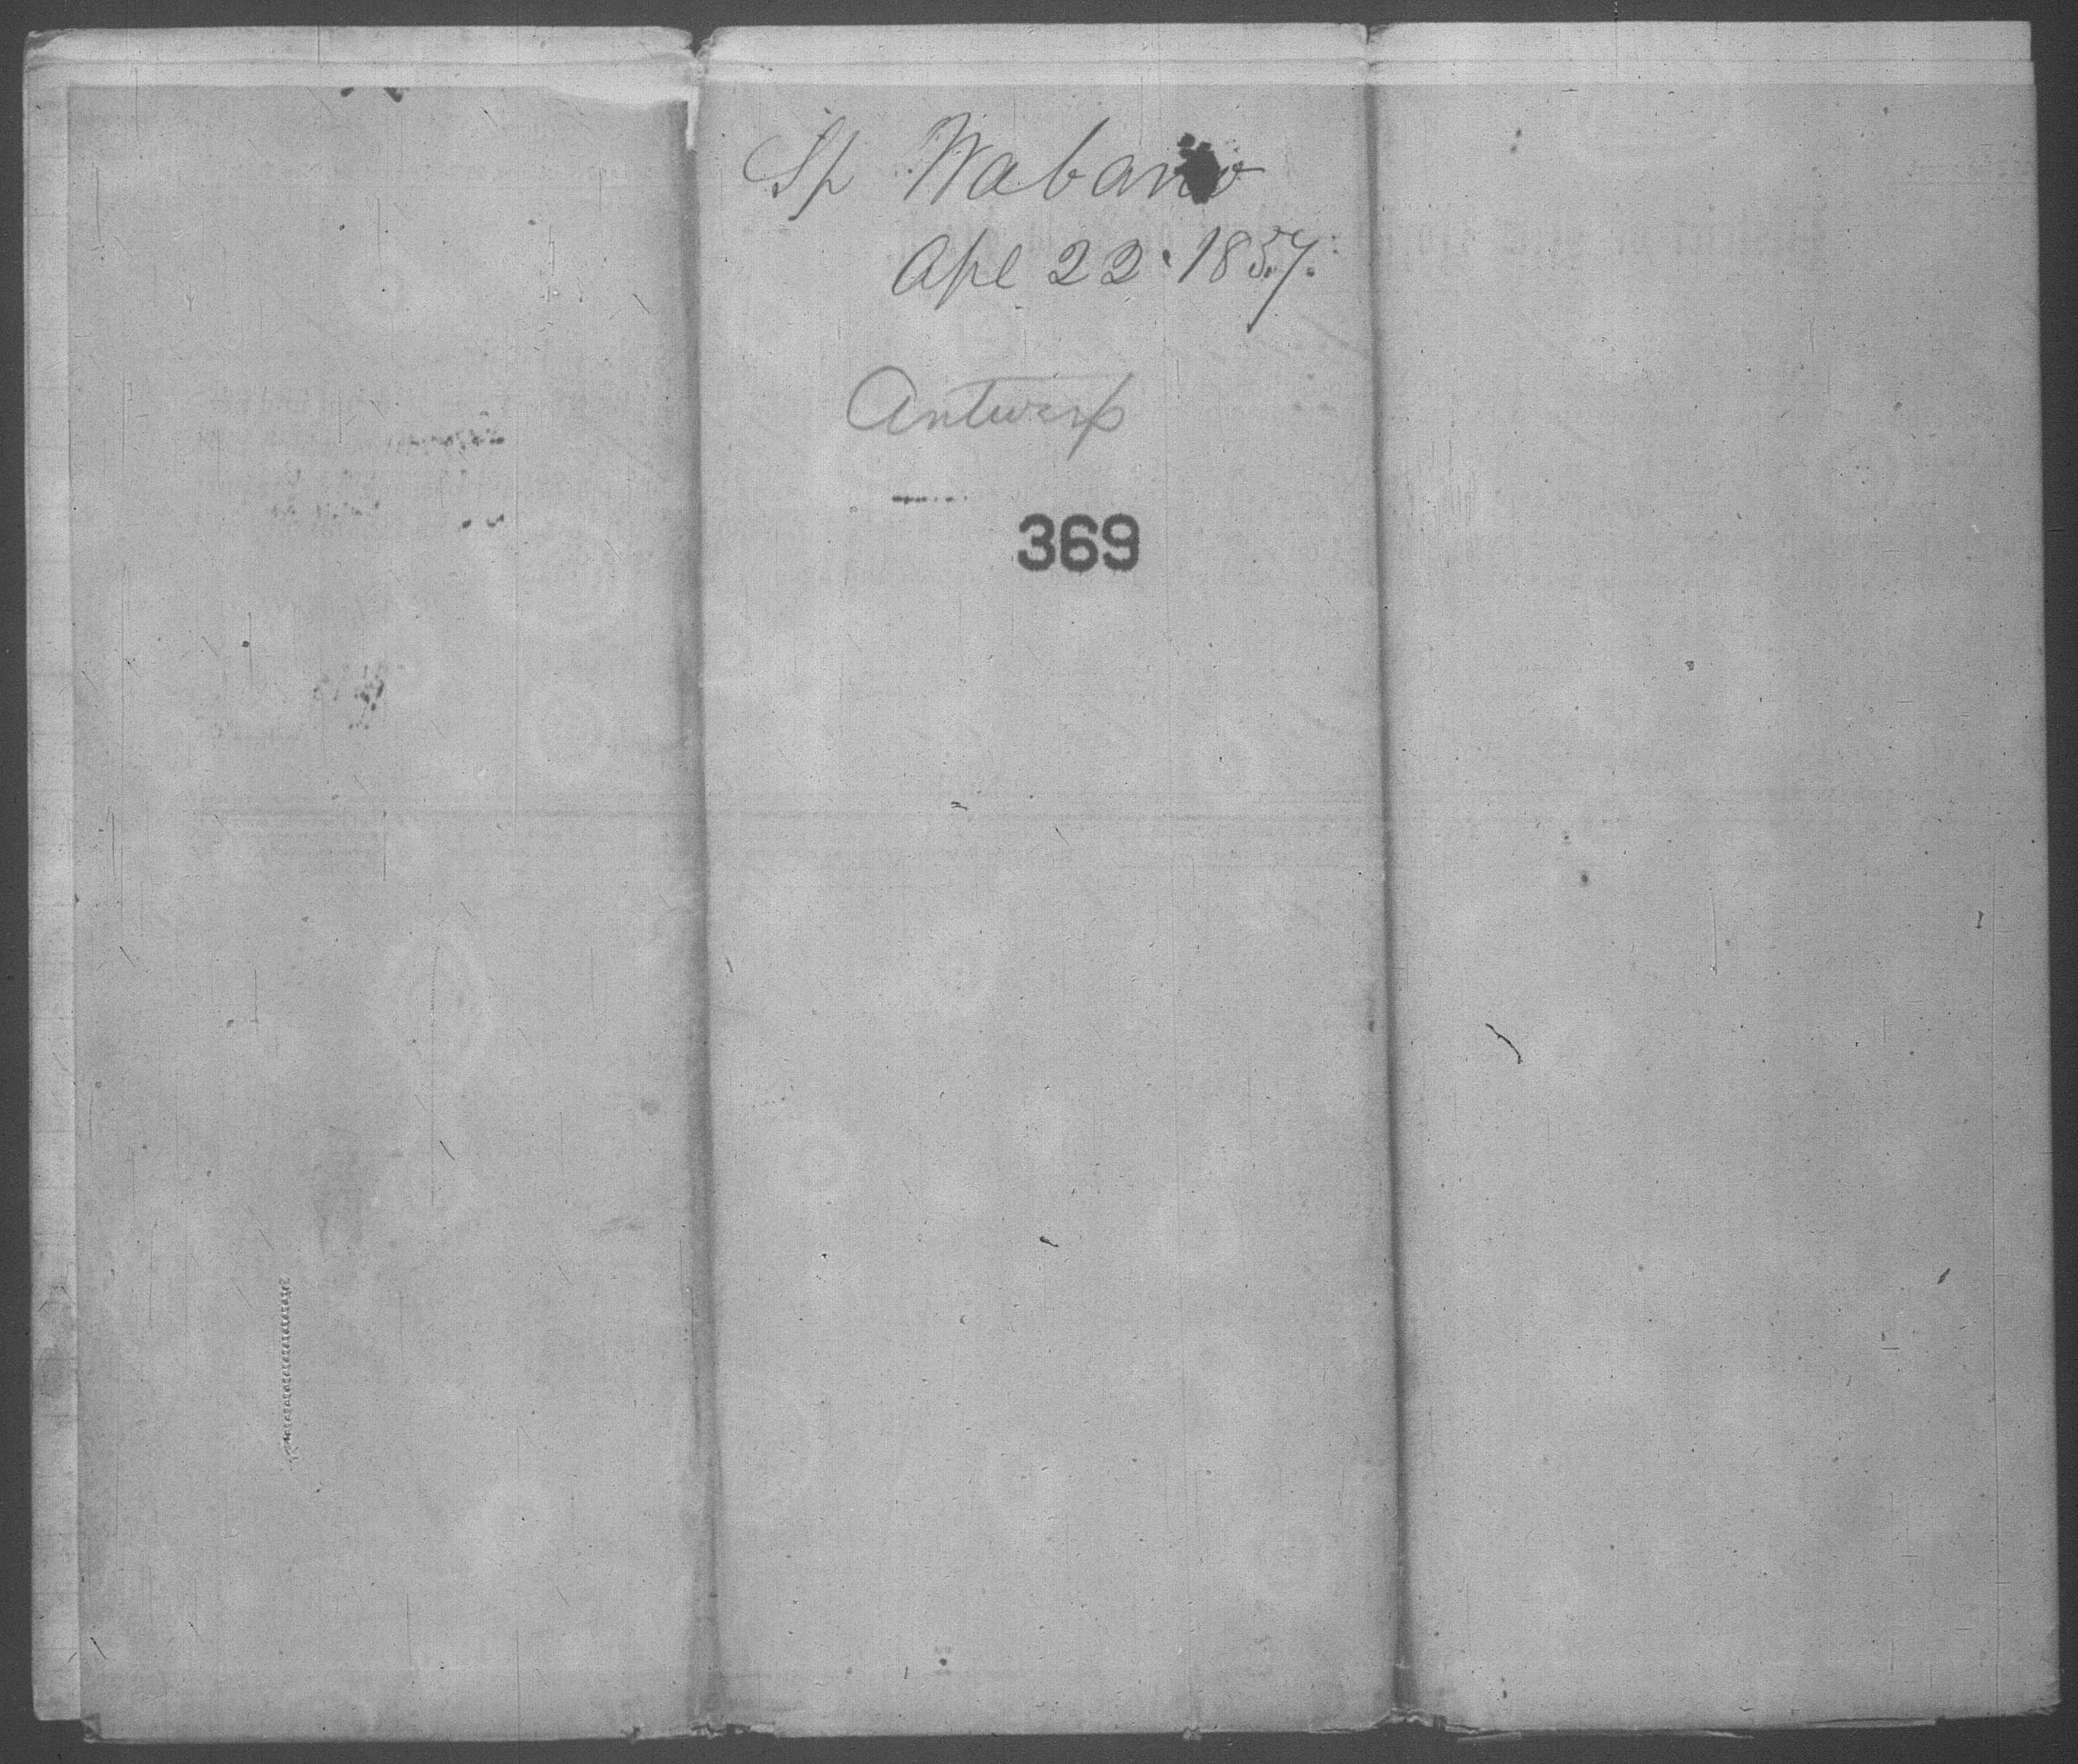 Sp Wabano
Apl 22. 1857.
Antwerp
369